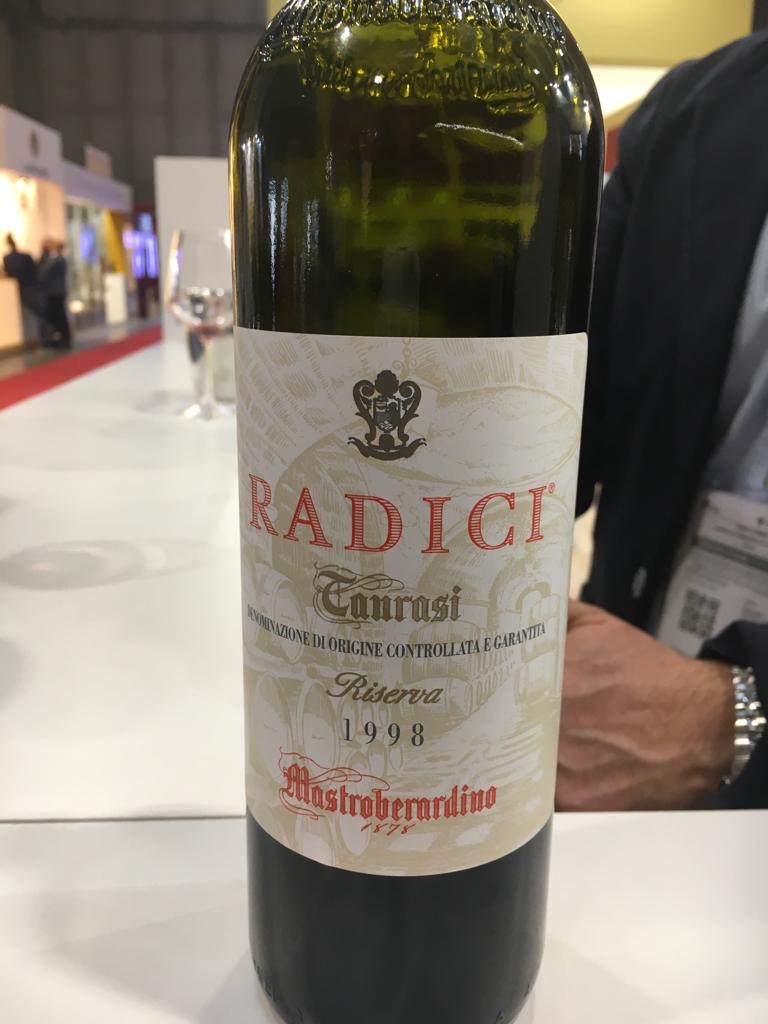 RADICI®
Taurasi
DENOMINAZIONE DI ORIGINE CONTROLLATA E GARANTITA
Riserva
1998
Mastroberardino
1878